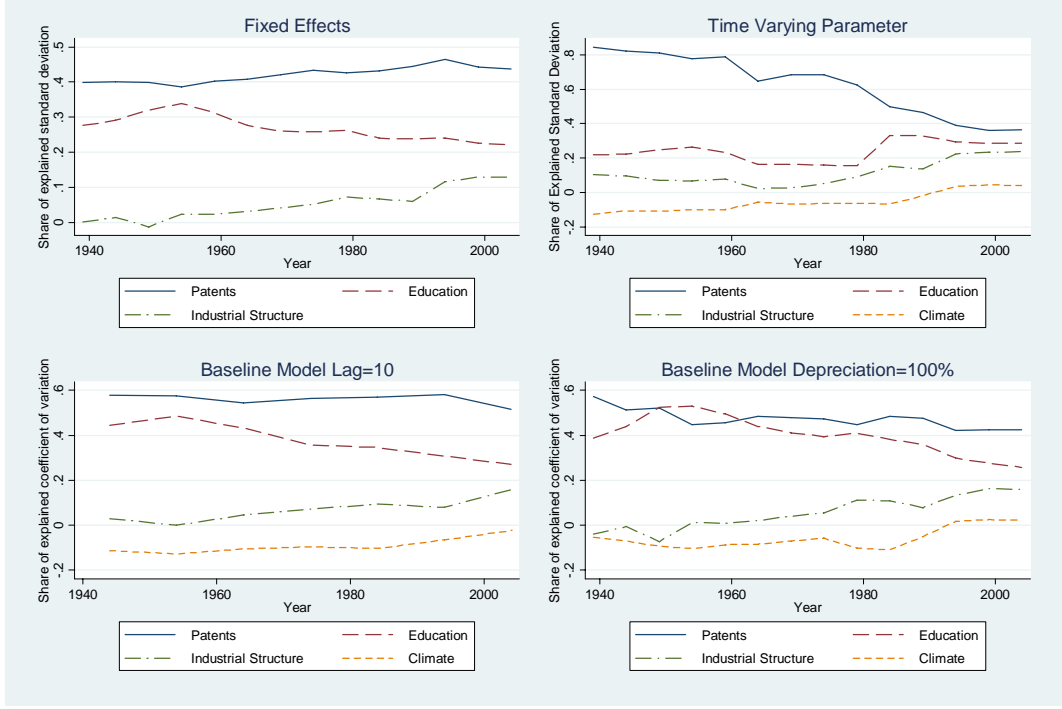 Fixed Effects
Share of explained standard deviation
.5
.4
.3
.2
.1
0
1940 1960 1980 2000
Year
Patents Education
Industrial Structure
Time Varying Parameter
Share of Explained Standard Deviation
.8
.6
.4
.2
0
-.2
1940 1960 1980 2000
Year
Patents Education
Industrial Structure Climate
Baseline Model Lag=10
Share of explained coefficient of variation
.6
.4
.2
0
-.2
1940 1960 1980 2000
Year
Patents Education
Industrial Structure Climate
Baseline Model Depreciation=100%
Share of explained coefficient of variation
.6
.4
.2
0
-.2
1940 1960 1980 2000
Year
Patents Education
Industrial Structure Climate